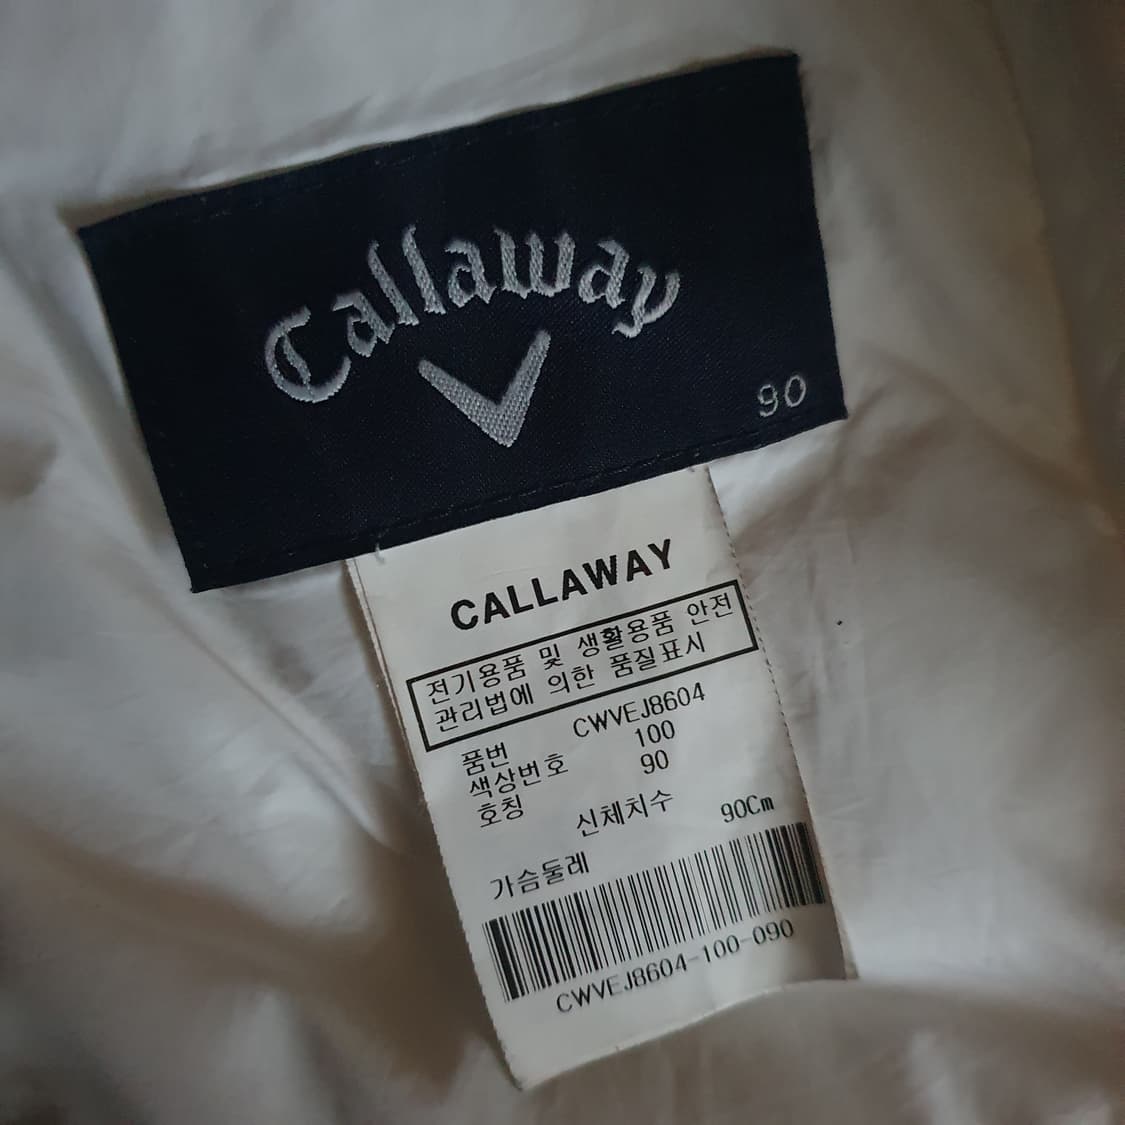 Callaway
90
CALLAWAY
전기용품 및 생활용품 안전
관리법에 의한 품질표시
품번 CWVEJ8604
색상번호 100
호칭 90
신체치수
가슴둘레 90Cm
CWVEJ8604-100-090